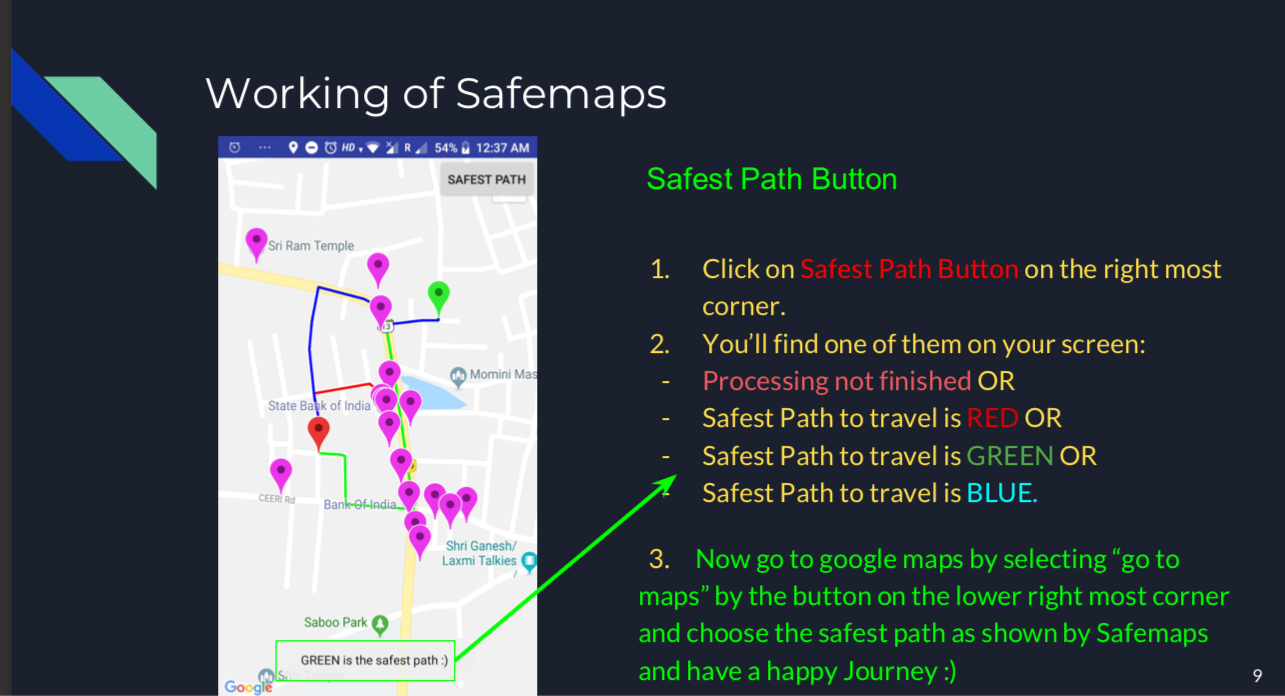 Working of Safemaps
HD R 54% 12:37 AM
SAFEST PATH
Sri Ram Temple
Momini Mas
State Bank of India
CEERI Rd
Bank Of India
Shri Ganesh/
Laxmi Talkies
Saboo Park
GREEN is the safest path :)
Temple
Google
Safest Path Button
1. Click on Safest Path Button on the right most
corner.
2. You’ll find one of them on your screen:
- Processing not finished OR
- Safest Path to travel is RED OR
- Safest Path to travel is GREEN OR
- Safest Path to travel is BLUE.
3. Now go to google maps by selecting “go to
maps” by the button on the lower right most corner
and choose the safest path as shown by Safemaps
and have a happy Journey :)
9